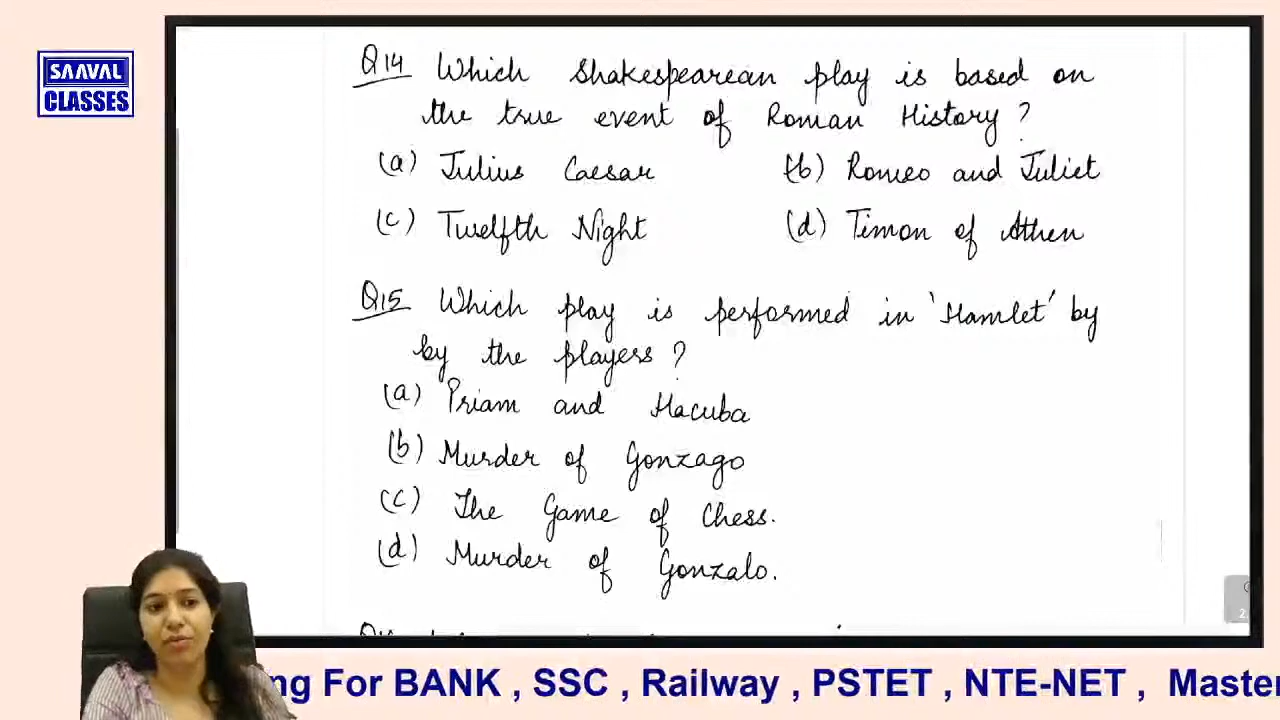 SAAVAL
CLASSES
Q14 Which Shakespearean play is based on
the true event of Roman History ?
(a) Julius Caesar (b) Romeo and Juliet
(c) Twelfth Night (d) Timon of Athen
Q15 Which play is performed in 'Hamlet' by
by the players ?
(a) Priam and Hacuba
(b) Murder of Gonzago
(c) The Game of Chess.
(d) Murder of Gonzalo.
ng For BANK , SSC , Railway , PSTET , NTE-NET , Master